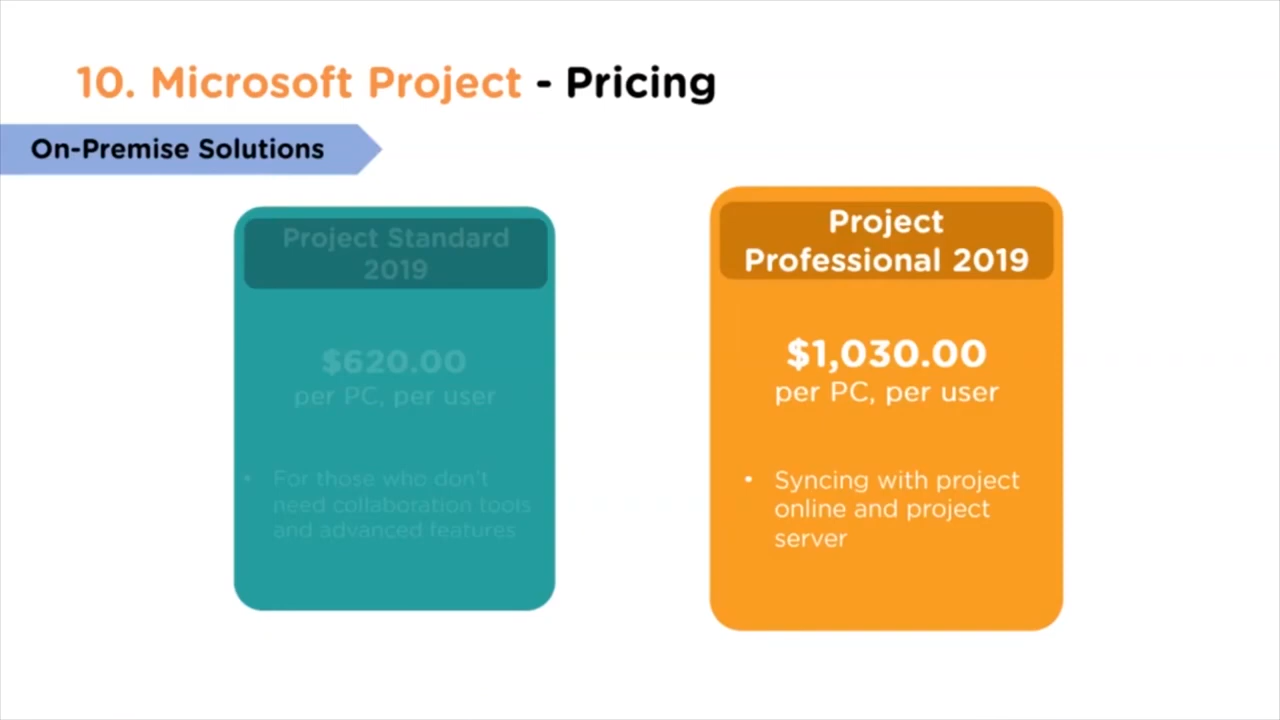 10. Microsoft Project - Pricing
On-Premise Solutions
Project Standard
2019
$620.00
per PC, per user
• For those who don't
need collaboration tools
and advanced features
Project
Professional 2019
$1,030.00
per PC, per user
• Syncing with project
online and project
server